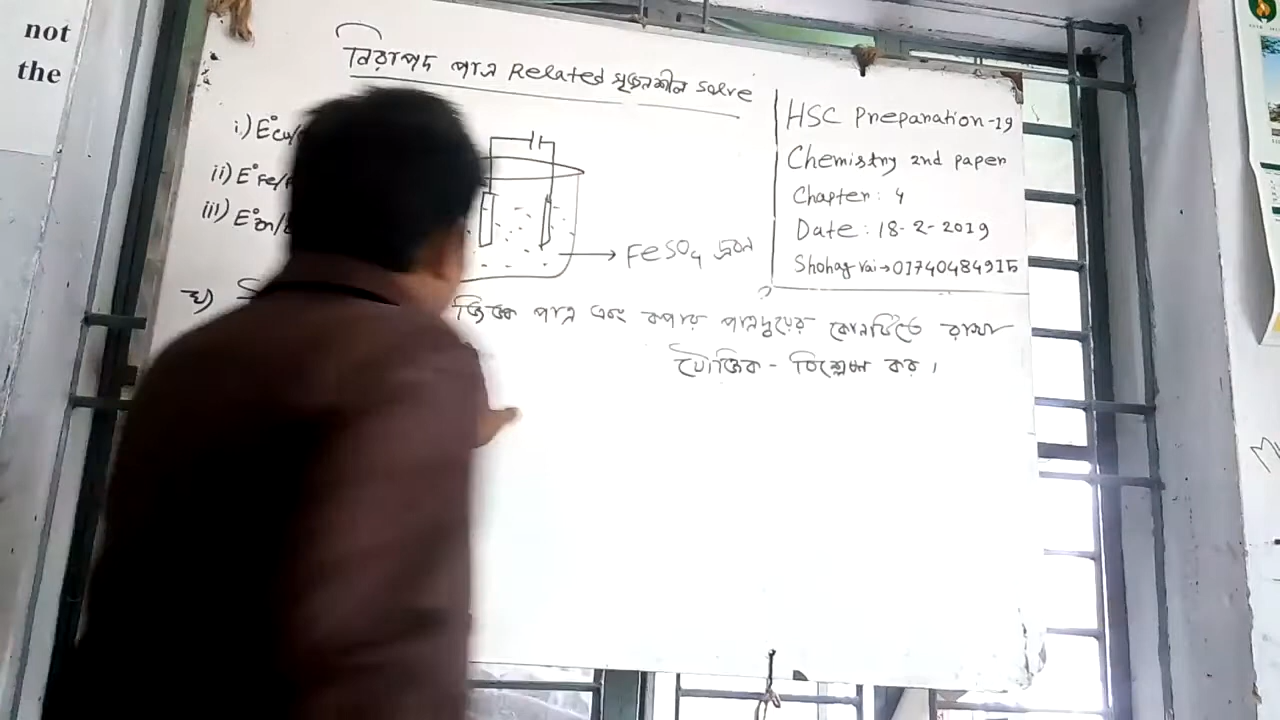 not
the
নিরাপদ পাত্র Related সৃজনশীল Solve
i) E°Cu/
ii) E°Fe/
iii) E°Zn/
FeSO4 দ্রবন
HSC Preparation-19
Chemistry 2nd paper
Chapter: 4
Date: 18-2-2019
Shohag Vai→01740484915
ঘ)
জিংক পাত্র এবং কপার পাত্রদ্বয়ের কোনটিতে রাখা
যৌক্তিক - বিশ্লেষণ কর।